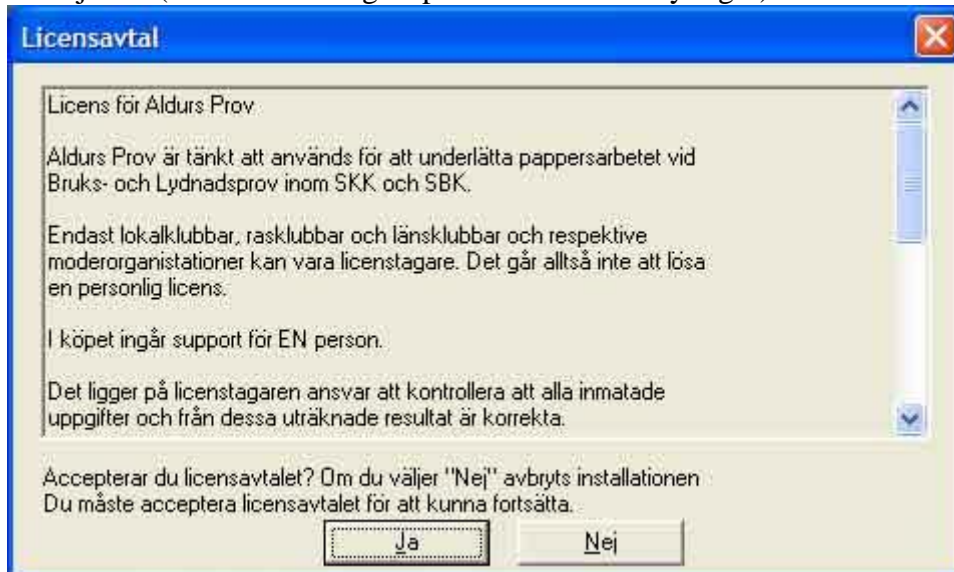 Licensavtal
Licens för Aldurs Prov
Aldurs Prov är tänkt att används för att underlätta pappersarbetet vid
Bruks- och Lydnadsprov inom SKK och SBK.
Endast lokalklubbar, rasklubbar och länsklubbar och respektive
moderorganistationer kan vara licenstagare. Det går alltså inte att lösa
en personlig licens.
I köpet ingår support för EN person.
Det ligger på licenstagaren ansvar att kontrollera att alla inmatade
uppgifter och från dessa uträknade resultat är korrekta.
Accepterar du licensavtalet? Om du väljer "Nej" avbryts installationen
Du måste acceptera licensavtalet för att kunna fortsätta.
Ja Nej